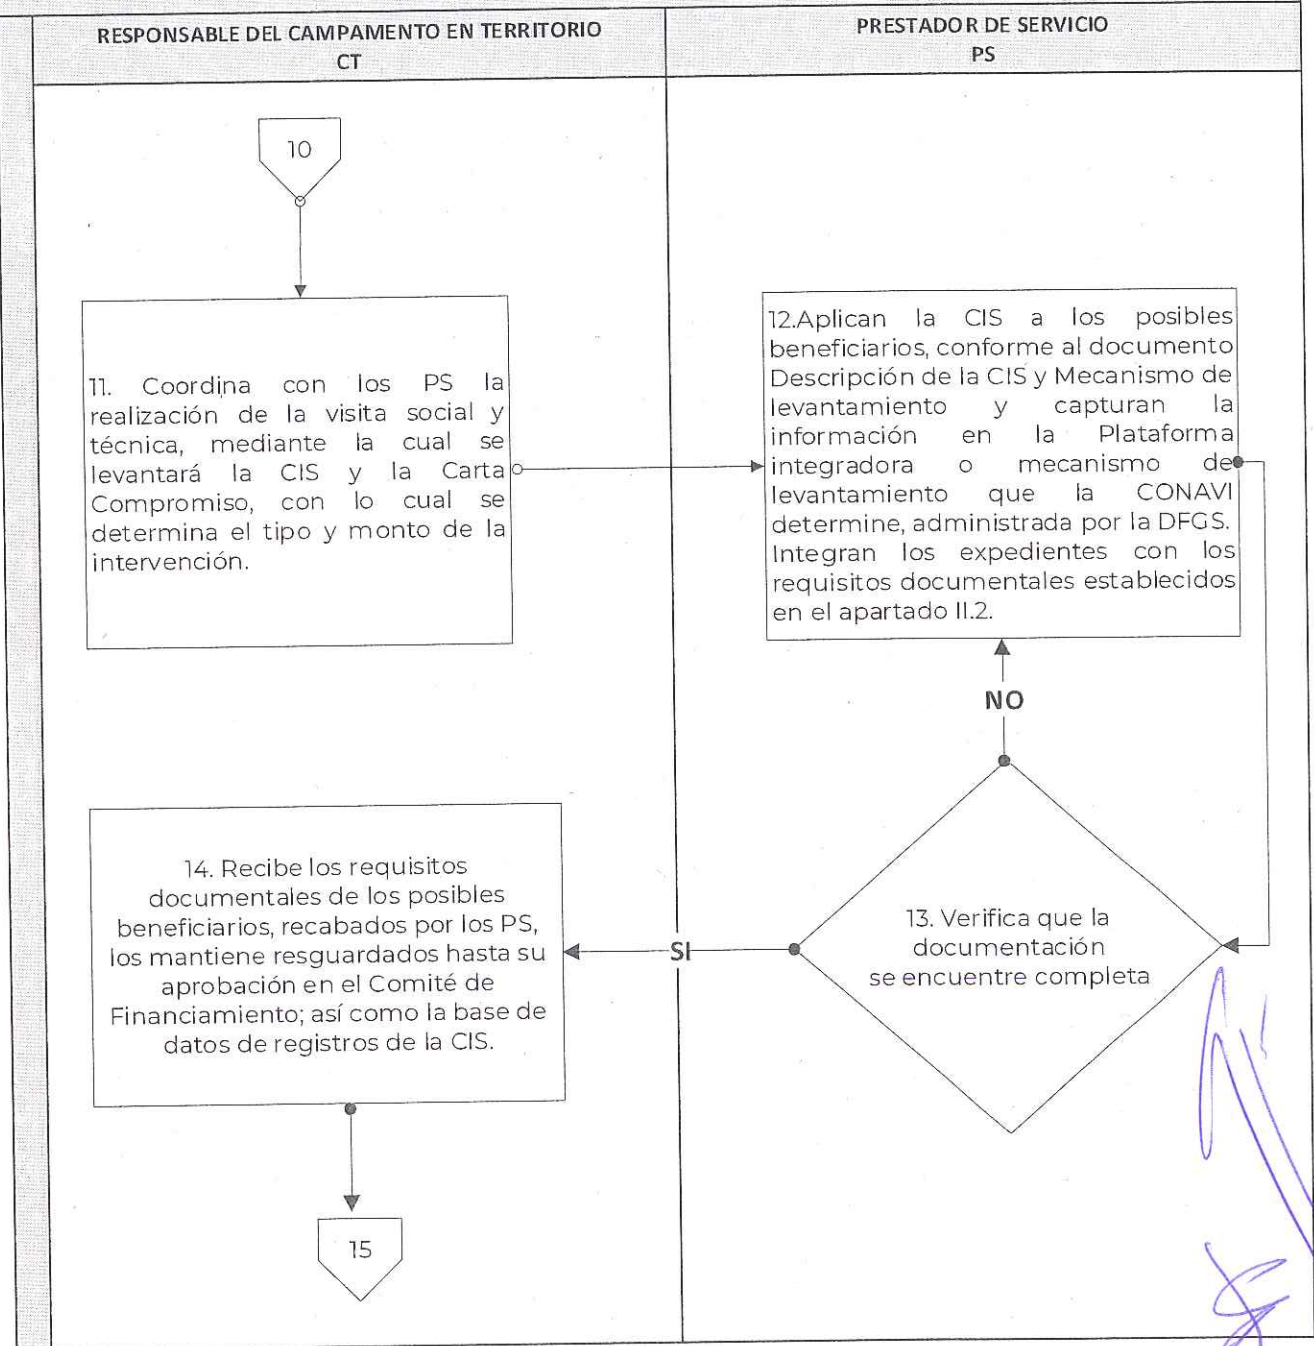 RESPONSABLE DEL CAMPAMENTO EN TERRITORIO
CT
PRESTADOR DE SERVICIO
PS
10
11. Coordina con los PS la
realización de la visita social y
técnica, mediante la cual se
levantará la CIS y la Carta
Compromiso, con lo cual se
determina el tipo y monto de la
intervención.
12.Aplican la CIS a los posibles
beneficiarios, conforme al documento
Descripción de la CIS y Mecanismo de
levantamiento y capturan la
información en la Plataforma
integradora o mecanismo de
levantamiento que la CONAVI
determine, administrada por la DFGS.
Integran los expedientes con los
requisitos documentales establecidos
en el apartado II.2.
NO
13. Verifica que la
documentación
se encuentre completa
SI
14. Recibe los requisitos
documentales de los posibles
beneficiarios, recabados por los PS,
los mantiene resguardados hasta su
aprobación en el Comité de
Financiamiento; así como la base de
datos de registros de la CIS.
15